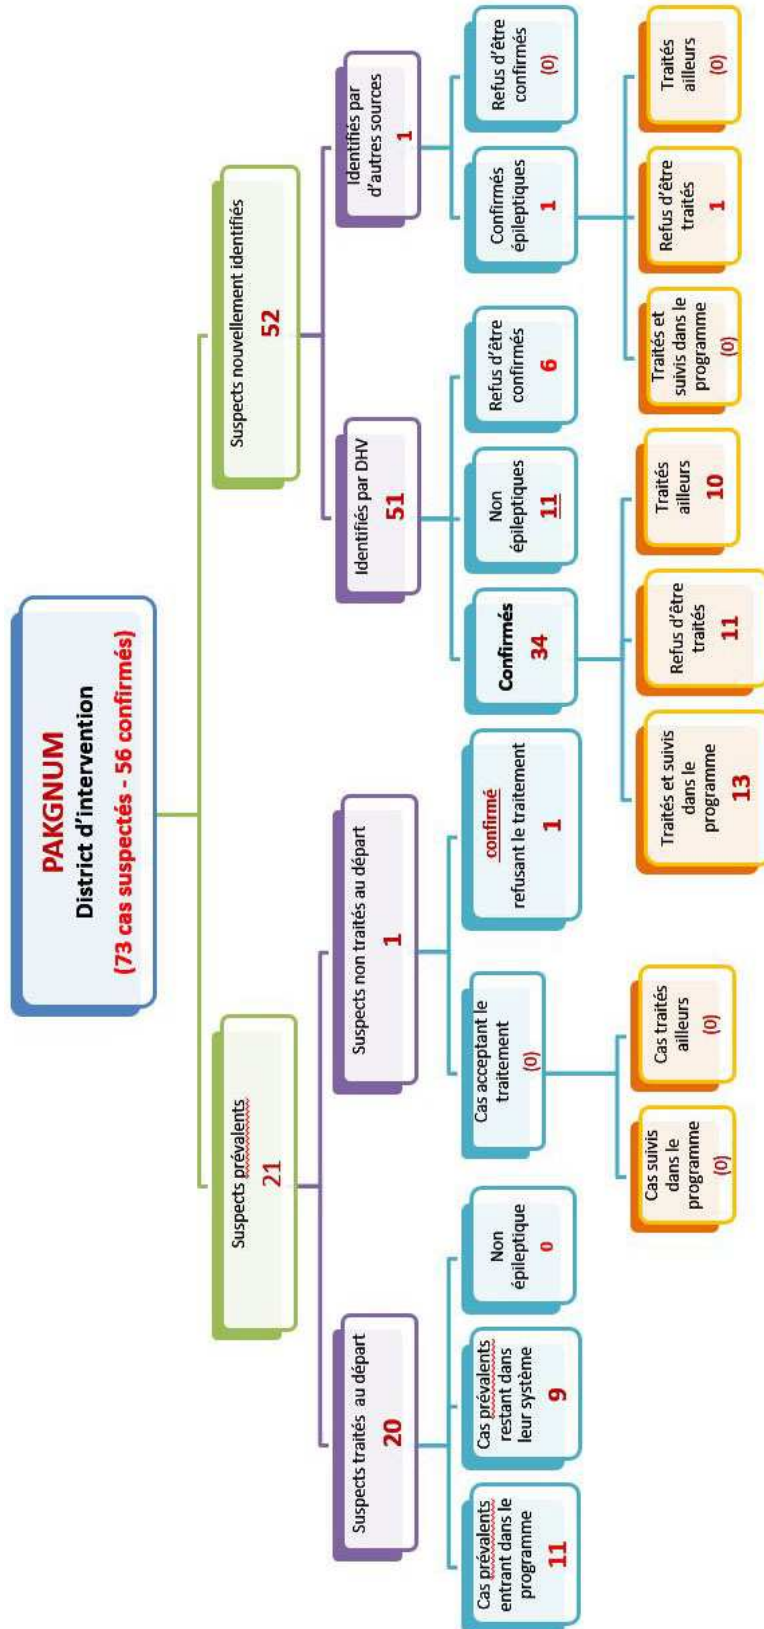 PAKGNUM
District d'intervention
(73 cas suspectés - 56 confirmés)
Suspects prévalents
21
Suspects nouvellement identifiés
52
Suspects traités au départ
20
Suspects non traités au départ
1
Identifiés par DHV
51
Identifiés par
d'autres sources
1
Cas prévalents
entrant dans le
programme
11
Cas prévalents
restant dans
leur système
9
Non
épileptique
0
Cas acceptant le
traitement
(0)
confirmé
refusant le traitement
1
Confirmés
34
Non
épileptiques
11
Refus d'être
confirmés
6
Confirmés
épileptiques
1
Refus d'être
confirmés
(0)
Cas suivis
dans le
programme
(0)
Cas traités
ailleurs
(0)
Traités et suivis
dans le
programme
13
Refus d'être
traités
11
Traités
ailleurs
10
Traités et
suivis dans le
programme
(0)
Refus d'être
traités
1
Traités
ailleurs
(0)